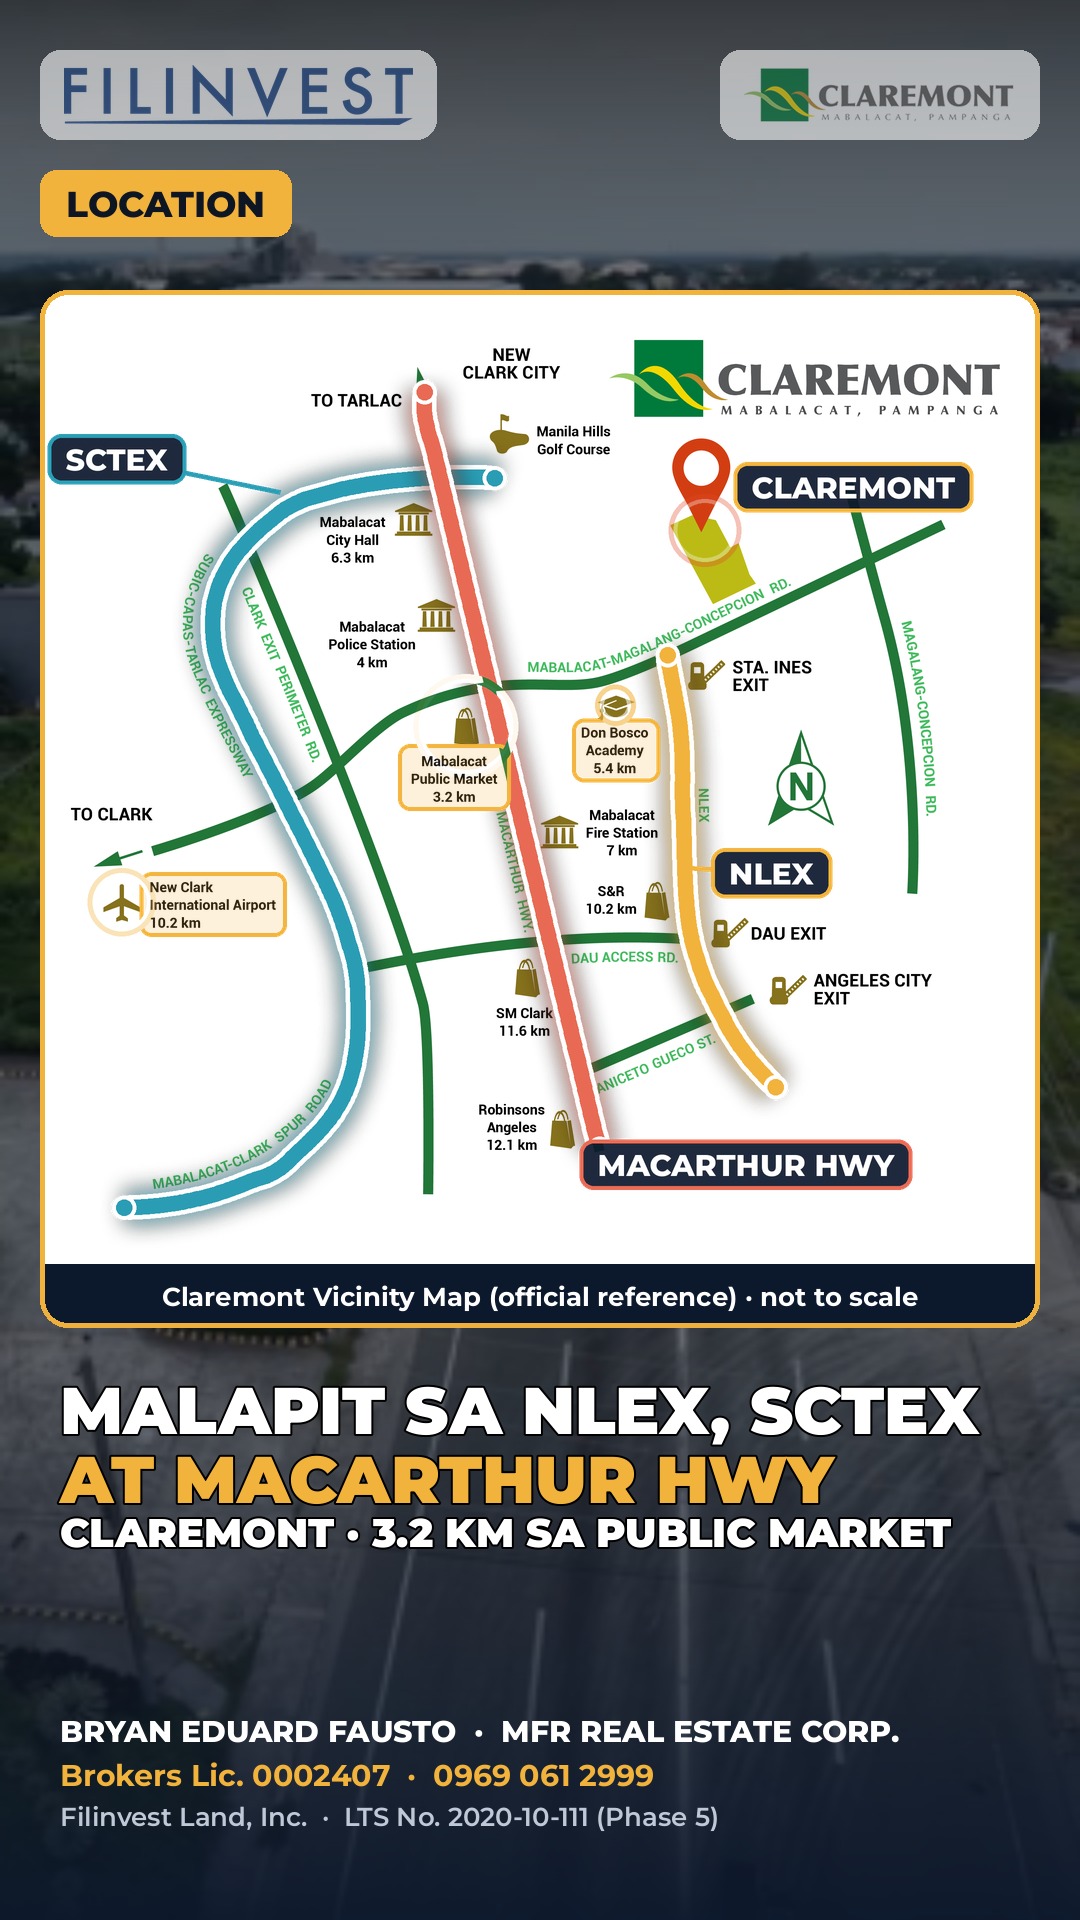 FILINVEST
CLAREMONT
MABALACAT, PAMPANGA
LOCATION
NEW
CLARK CITY
TO TARLAC
CLAREMONT
MABALACAT, PAMPANGA
Manila Hills
Golf Course
SCTEX
CLAREMONT
Mabalacat
City Hall
6.3 km
SUBIC-CAPAS-TARLAC EXPRESSWAY
CLARK EXIT PERIMETER RD.
Mabalacat
Police Station
4 km
MABALACAT-MAGALANG-CONCEPCION RD.
MAGALANG-CONCEPCION RD.
STA. INES
EXIT
Don Bosco
Academy
5.4 km
Mabalacat
Public Market
3.2 km
N
NLEX
TO CLARK
MACARTHUR HWY.
Mabalacat
Fire Station
7 km
NLEX
New Clark
International Airport
10.2 km
S&R
10.2 km
DAU EXIT
DAU ACCESS RD.
ANGELES CITY
EXIT
SM Clark
11.6 km
ANICETO GUECO ST.
Robinsons
Angeles
12.1 km
MABALACAT-CLARK SPUR ROAD
MACARTHUR HWY
Claremont Vicinity Map (official reference) · not to scale
MALAPIT SA NLEX, SCTEX
AT MACARTHUR HWY
CLAREMONT · 3.2 KM SA PUBLIC MARKET
BRYAN EDUARD FAUSTO · MFR REAL ESTATE CORP.
Brokers Lic. 0002407 · 0969 061 2999
Filinvest Land, Inc. · LTS No. 2020-10-111 (Phase 5)